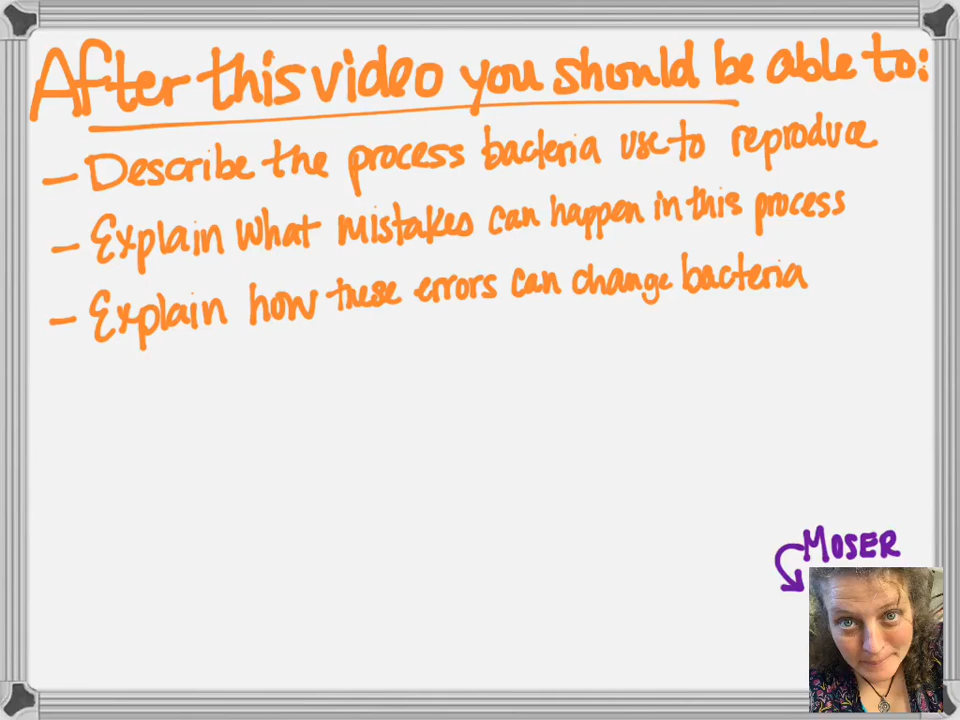 After this video you should be able to:
- Describe the process bacteria use to reproduce
- Explain what mistakes can happen in this process
- Explain how these errors can change bacteria
MOSER